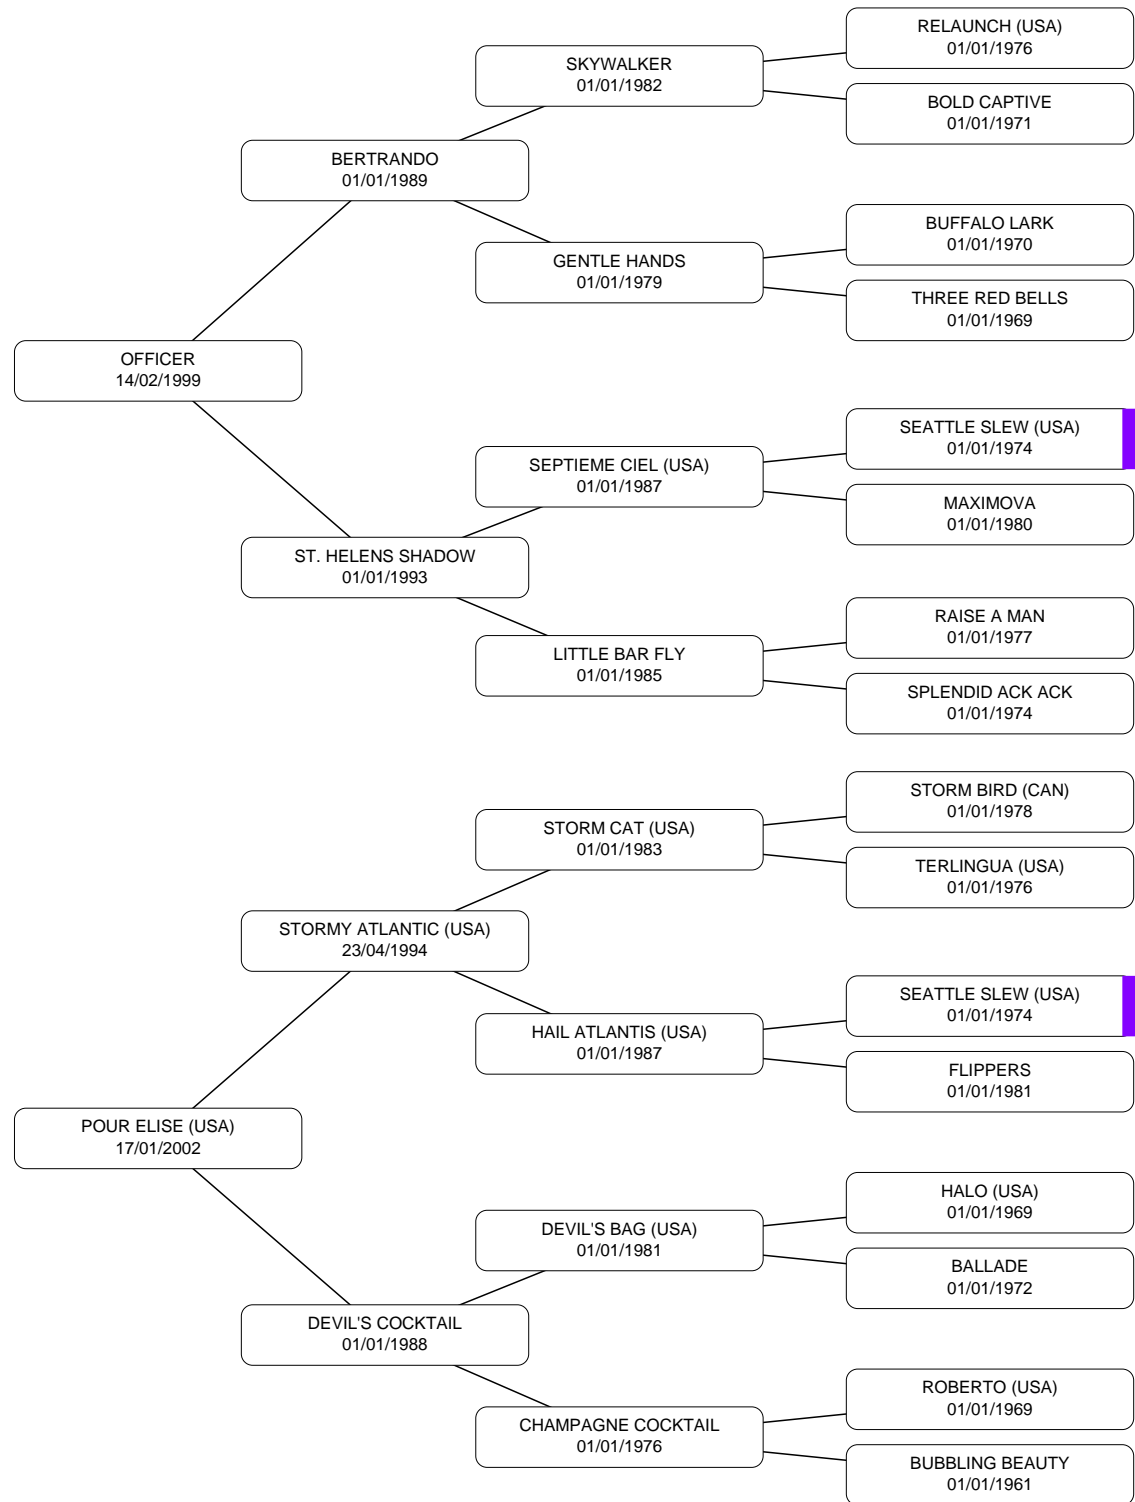 RELAUNCH (USA)
01/01/1976
SKYWALKER
01/01/1982
BOLD CAPTIVE
01/01/1971
BERTRANDO
01/01/1989
BUFFALO LARK
01/01/1970
GENTLE HANDS
01/01/1979
THREE RED BELLS
01/01/1969
OFFICER
14/02/1999
SEATTLE SLEW (USA)
01/01/1974
SEPTIEME CIEL (USA)
01/01/1987
MAXIMOVA
01/01/1980
ST. HELENS SHADOW
01/01/1993
RAISE A MAN
01/01/1977
LITTLE BAR FLY
01/01/1985
SPLENDID ACK ACK
01/01/1974
STORM BIRD (CAN)
01/01/1978
STORM CAT (USA)
01/01/1983
TERLINGUA (USA)
01/01/1976
STORMY ATLANTIC (USA)
23/04/1994
SEATTLE SLEW (USA)
01/01/1974
HAIL ATLANTIS (USA)
01/01/1987
FLIPPERS
01/01/1981
POUR ELISE (USA)
17/01/2002
HALO (USA)
01/01/1969
DEVIL'S BAG (USA)
01/01/1981
BALLADE
01/01/1972
DEVIL'S COCKTAIL
01/01/1988
ROBERTO (USA)
01/01/1969
CHAMPAGNE COCKTAIL
01/01/1976
BUBBLING BEAUTY
01/01/1961